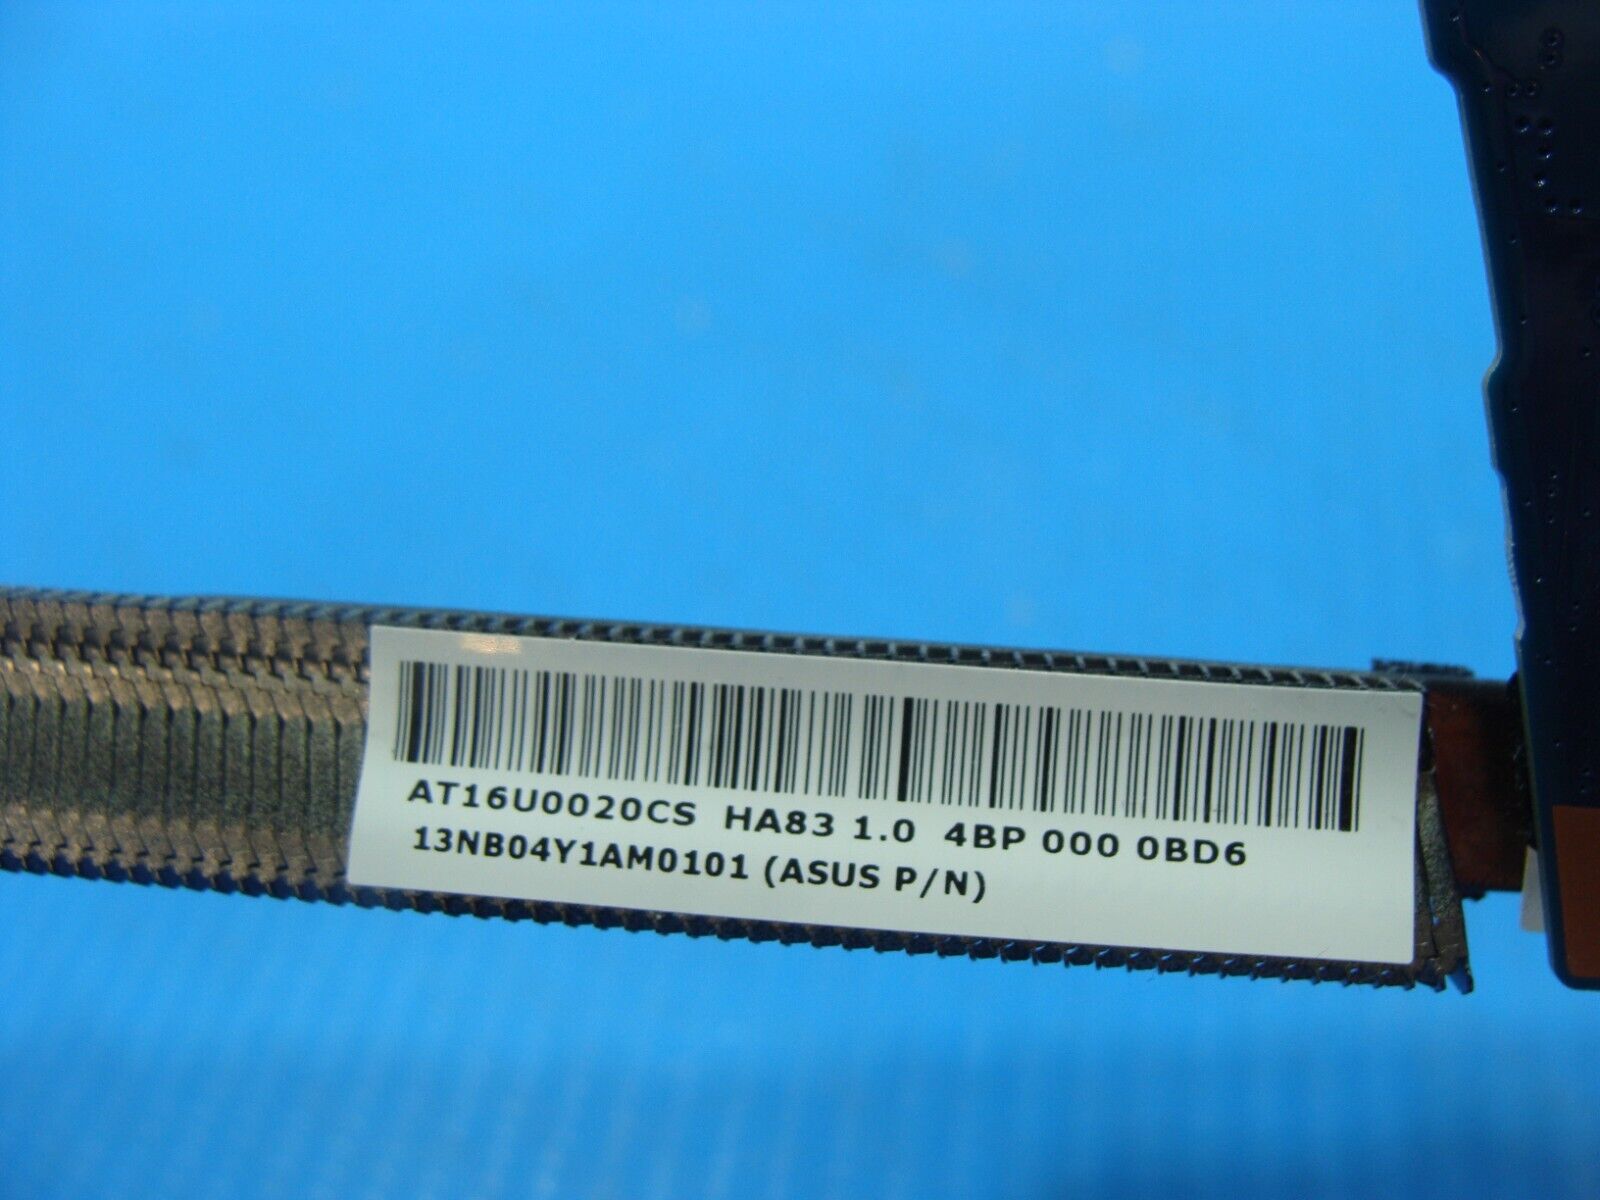 AT16U0020CS HA83 1.0 4BP 000 0BD6
13NB04Y1AM0101 (ASUS P/N)